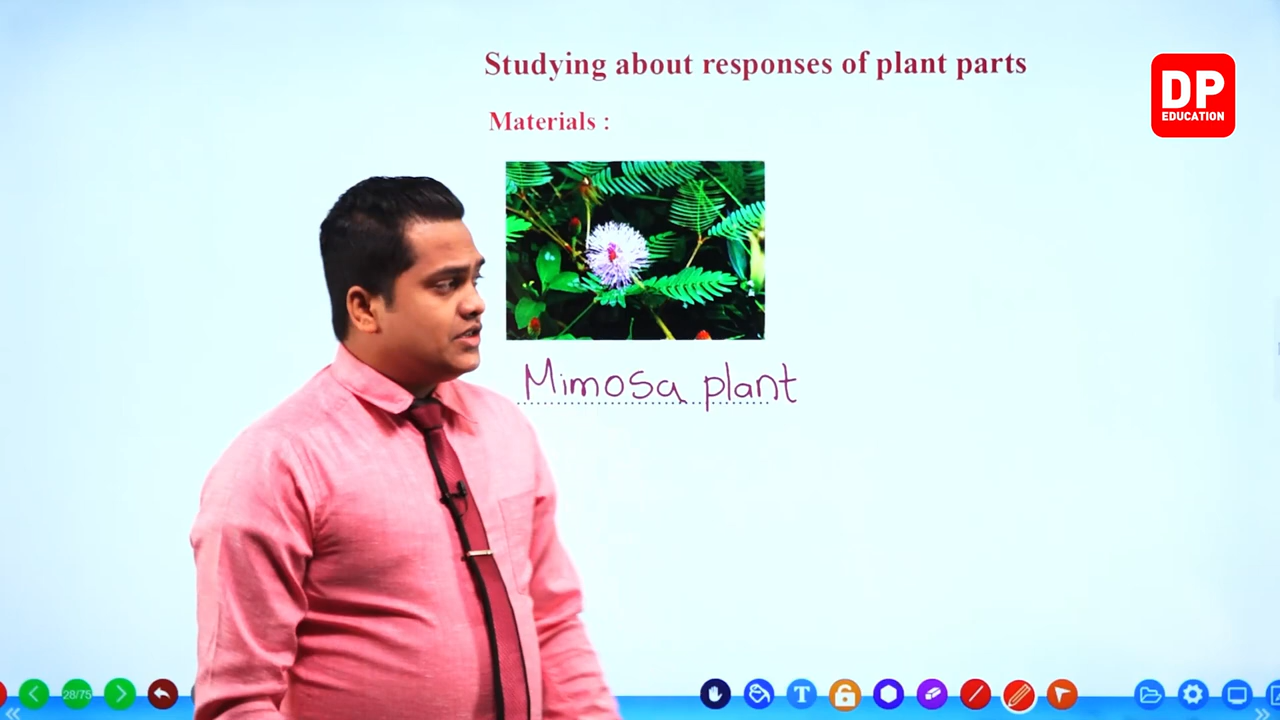 Studying about responses of plant parts
DP
EDUCATION
Materials :
Mimosa plant
28/75
T